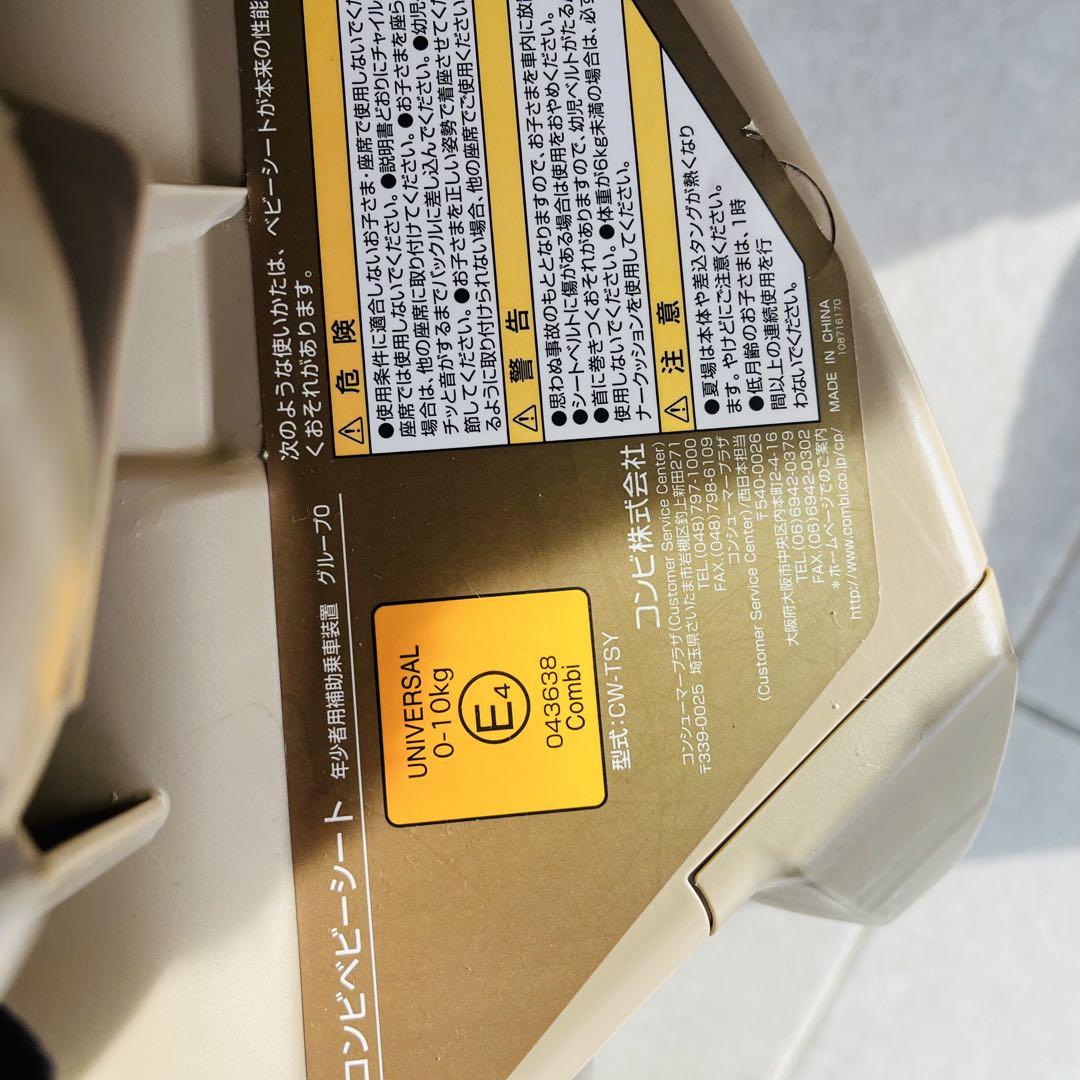 コンビベビーシート 年少者用補助乗車装置 グループ0
UNIVERSAL
0-10kg
E4
043638
Combi
型式:CW-TSY
コンビ株式会社
コンシューマープラザ(Customer Service Center)
〒339-0025 埼玉県さいたま市岩槻区釣上新田271
TEL.(048)797-1000
FAX.(048)798-6109
コンシューマープラザ
(Customer Service Center)/西日本担当
〒540-0026
大阪府大阪市中央区内本町2-4-16
TEL.(06)6942-0379
FAX.(06)6942-0302
*ホームページでのご案内
http://www.combi.co.jp/cp/
MADE IN CHINA
108716170
次のような使いかたは、ベビーシートが本来の性能
くおそれがあります。
危険
●使用条件に適合しないお子さま・座席で使用しないでくだ
座席では使用しないでください。●説明書どおりにチャイル
場合は、他の座席に取り付けてください。●お子さまを座ら
チッと音がするまでバックルに差し込んでください。●幼児
節してください。●お子さまを正しい姿勢で着座させてく
るように取り付けられない場合、他の座席でご使用ください
警告
●思わぬ事故のもととなりますので、お子さまを車内に放
●シートベルトに傷がある場合は使用をおやめください。
●首に巻きつくおそれがありますので、幼児ベルトがたるん
使用しないでください。●体重が6kg未満の場合は、必ず
ナークッションを使用してください。
注意
●夏場は本体や差込タングが熱くなり
ます。やけどにご注意ください。
●低月齢のお子さまは、1時
間以上の連続使用を行
わないでください。